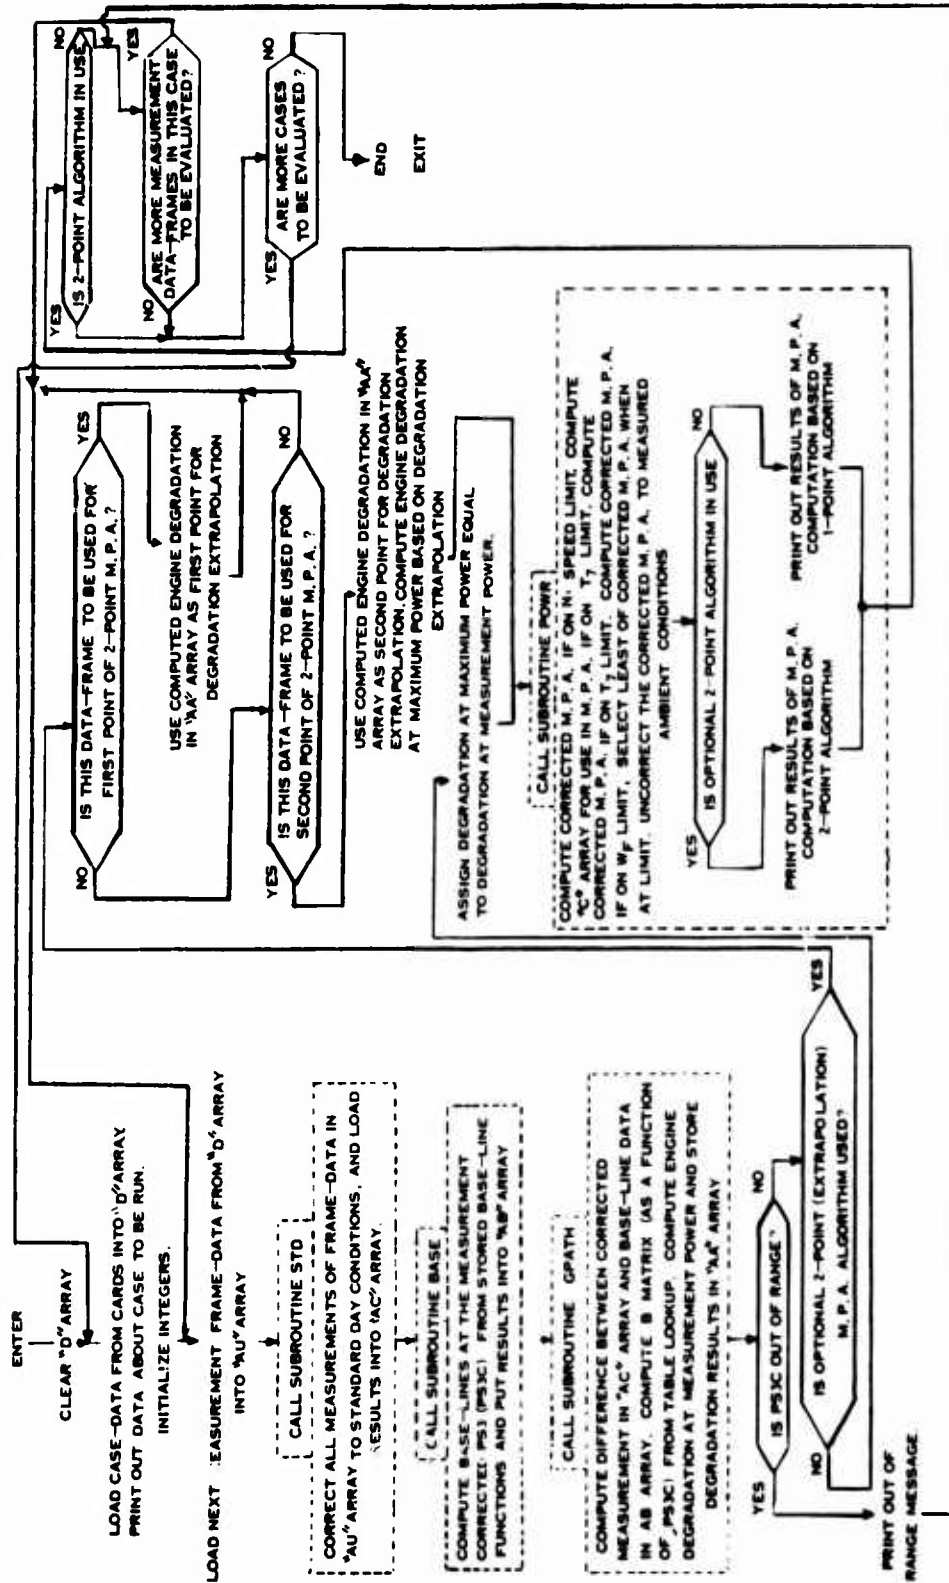 ENTER
CLEAR "D" ARRAY
LOAD CASE-DATA FROM CARDS INTO "D" ARRAY.
PRINT OUT DATA ABOUT CASE TO BE RUN.
INITIALIZE INTEGERS.
LOAD NEXT MEASUREMENT FRAME-DATA FROM "D" ARRAY
INTO "AU" ARRAY
CALL SUBROUTINE STD
CORRECT ALL MEASUREMENTS OF FRAME-DATA IN
"AU" ARRAY TO STANDARD DAY CONDITIONS, AND LOAD
RESULTS INTO "AC" ARRAY.
CALL SUBROUTINE BASE
COMPUTE BASE-LINES AT THE MEASUREMENT
CORRECTED PS3 (PS3C) FROM STORED BASE-LINE
FUNCTIONS AND PUT RESULTS INTO "AB" ARRAY
CALL SUBROUTINE GPATH
COMPUTE DIFFERENCE BETWEEN CORRECTED
MEASUREMENT IN "AC" ARRAY AND BASE-LINE DATA
IN AB ARRAY. COMPUTE B MATRIX (AS A FUNCTION
OF PS3C) FROM TABLE LOOKUP. COMPUTE ENGINE
DEGRADATION AT MEASUREMENT POWER AND STORE
DEGRADATION RESULTS IN "AA" ARRAY
YES
IS PS3C OUT OF RANGE?
NO
NO
IS OPTIONAL 2-POINT (EXTRAPOLATION)
M.P.A. ALGORITHM USED?
YES
PRINT OUT OF
RANGE MESSAGE.
NO
IS THIS DATA-FRAME TO BE USED FOR
FIRST POINT OF 2-POINT M.P.A.?
YES
USE COMPUTED ENGINE DEGRADATION
IN "AA" ARRAY AS FIRST POINT FOR
DEGRADATION EXTRAPOLATION
YES
IS THIS DATA-FRAME TO BE USED FOR
SECOND POINT OF 2-POINT M.P.A.?
NO
USE COMPUTED ENGINE DEGRADATION IN "AA"
ARRAY AS SECOND POINT FOR DEGRADATION
EXTRAPOLATION. COMPUTE ENGINE DEGRADATION
AT MAXIMUM POWER BASED ON DEGRADATION
EXTRAPOLATION
ASSIGN DEGRADATION AT MAXIMUM POWER EQUAL
TO DEGRADATION AT MEASUREMENT POWER.
CALL SUBROUTINE POWR
COMPUTE CORRECTED M.P.A. IF ON N1 SPEED LIMIT. COMPUTE
"C" ARRAY FOR USE IN M.P.A. IF ON T7 LIMIT. COMPUTE
CORRECTED M.P.A. IF ON T7 LIMIT. COMPUTE CORRECTED M.P.A.
IF ON WF LIMIT. SELECT LEAST OF CORRECTED M.P.A. WHEN
AT LIMIT. UNCORRECT THE CORRECTED M.P.A. TO MEASURED
AMBIENT CONDITIONS
YES
IS OPTIONAL 2-POINT ALGORITHM IN USE
NO
PRINT OUT RESULTS OF M.P.A.
COMPUTATION BASED ON
2-POINT ALGORITHM
PRINT OUT RESULTS OF M.P.A.
COMPUTATION BASED ON
1-POINT ALGORITHM
YES
IS 2-POINT ALGORITHM IN USE
NO
NO
ARE MORE MEASUREMENT
DATA-FRAMES IN THIS CASE
TO BE EVALUATED?
YES
YES
ARE MORE CASES
TO BE EVALUATED?
NO
END
EXIT